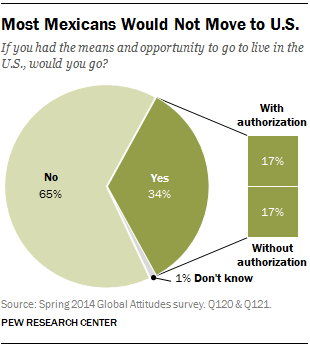 Most Mexicans Would Not Move to U.S.
If you had the means and opportunity to go to live in the
U.S., would you go?
With
authorization
No
65%
Yes
34%
17%
17%
Without
authorization
1% Don't know
Source: Spring 2014 Global Attitudes survey. Q120 & Q121.
PEW RESEARCH CENTER